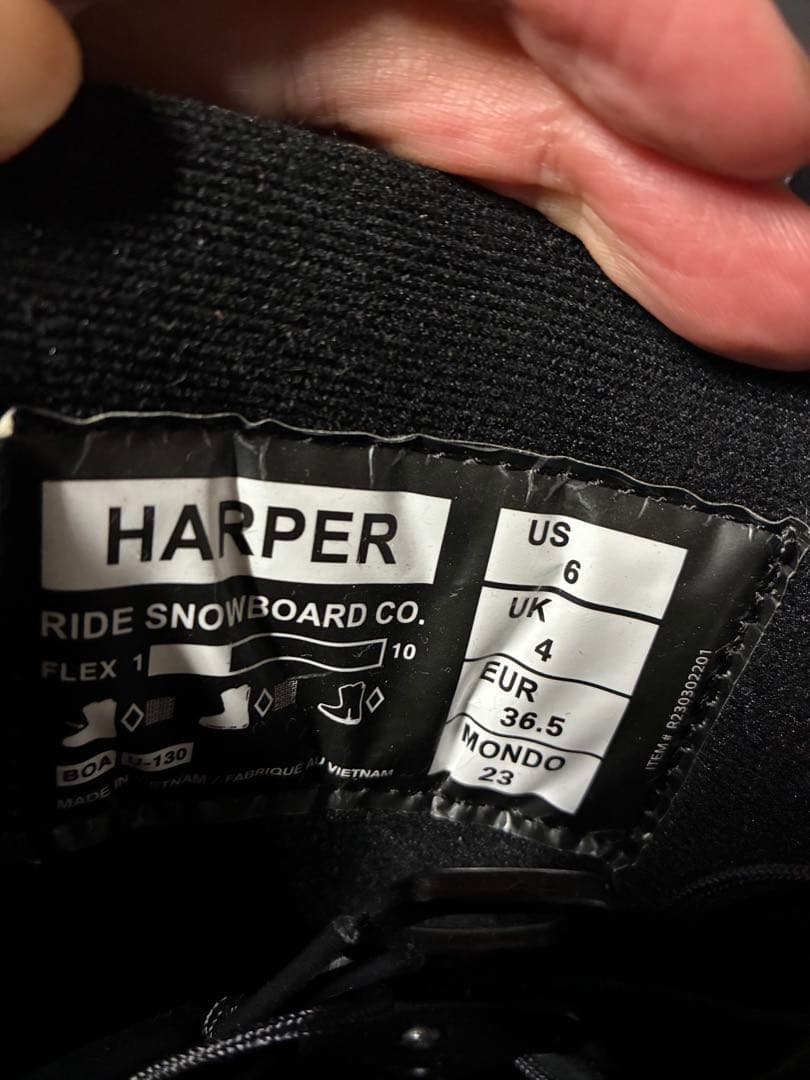 HARPER
RIDE SNOWBOARD CO.
FLEX 1 10
BOA -130
MADE IN VIETNAM / FABRIQUE AU VIETNAM
US
6
UK
4
EUR
36.5
MONDO
23
ITEM # R230302201